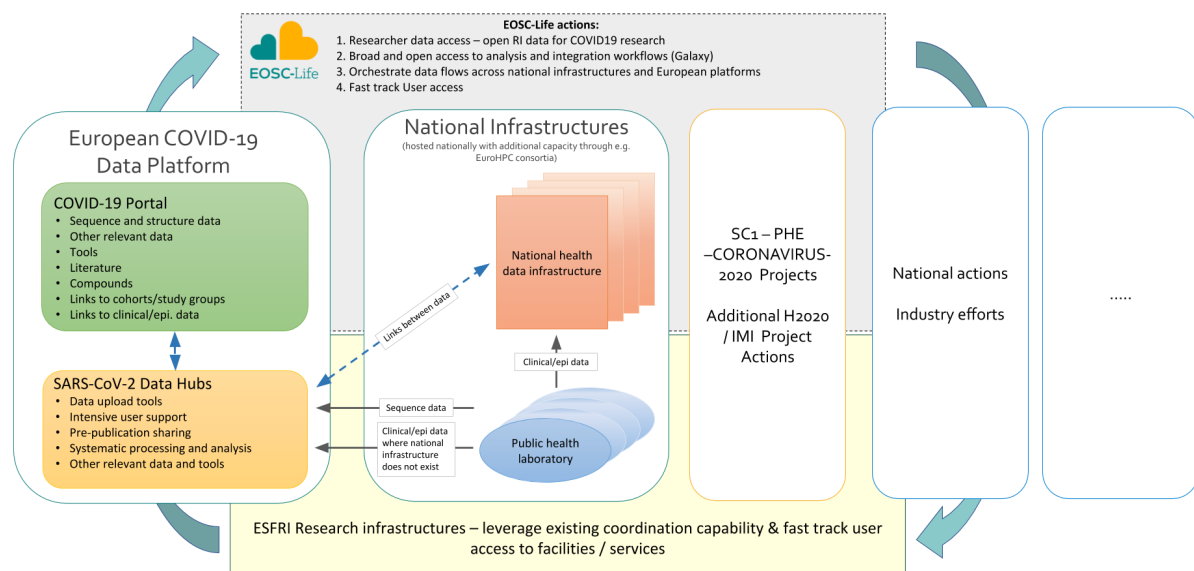 EOSC-Life
EOSC-Life actions:
1. Researcher data access – open RI data for COVID19 research
2. Broad and open access to analysis and integration workflows (Galaxy)
3. Orchestrate data flows across national infrastructures and European platforms
4. Fast track User access
European COVID-19
Data Platform
COVID-19 Portal
• Sequence and structure data
• Other relevant data
• Tools
• Literature
• Compounds
• Links to cohorts/study groups
• Links to clinical/epi. data
SARS-CoV-2 Data Hubs
• Data upload tools
• Intensive user support
• Pre-publication sharing
• Systematic processing and analysis
• Other relevant data and tools
National Infrastructures
(hosted nationally with additional capacity through e.g.
EuroHPC consortia)
National health
data infrastructure
Links between data
Clinical/epi data
Sequence data
Clinical/epi data
where national
infrastructure
does not exist
Public health
laboratory
SC1 – PHE
–CORONAVIRUS-
2020 Projects
Additional H2020
/ IMI Project
Actions
National actions
Industry efforts
.....
ESFRI Research infrastructures – leverage existing coordination capability & fast track user
access to facilities / services